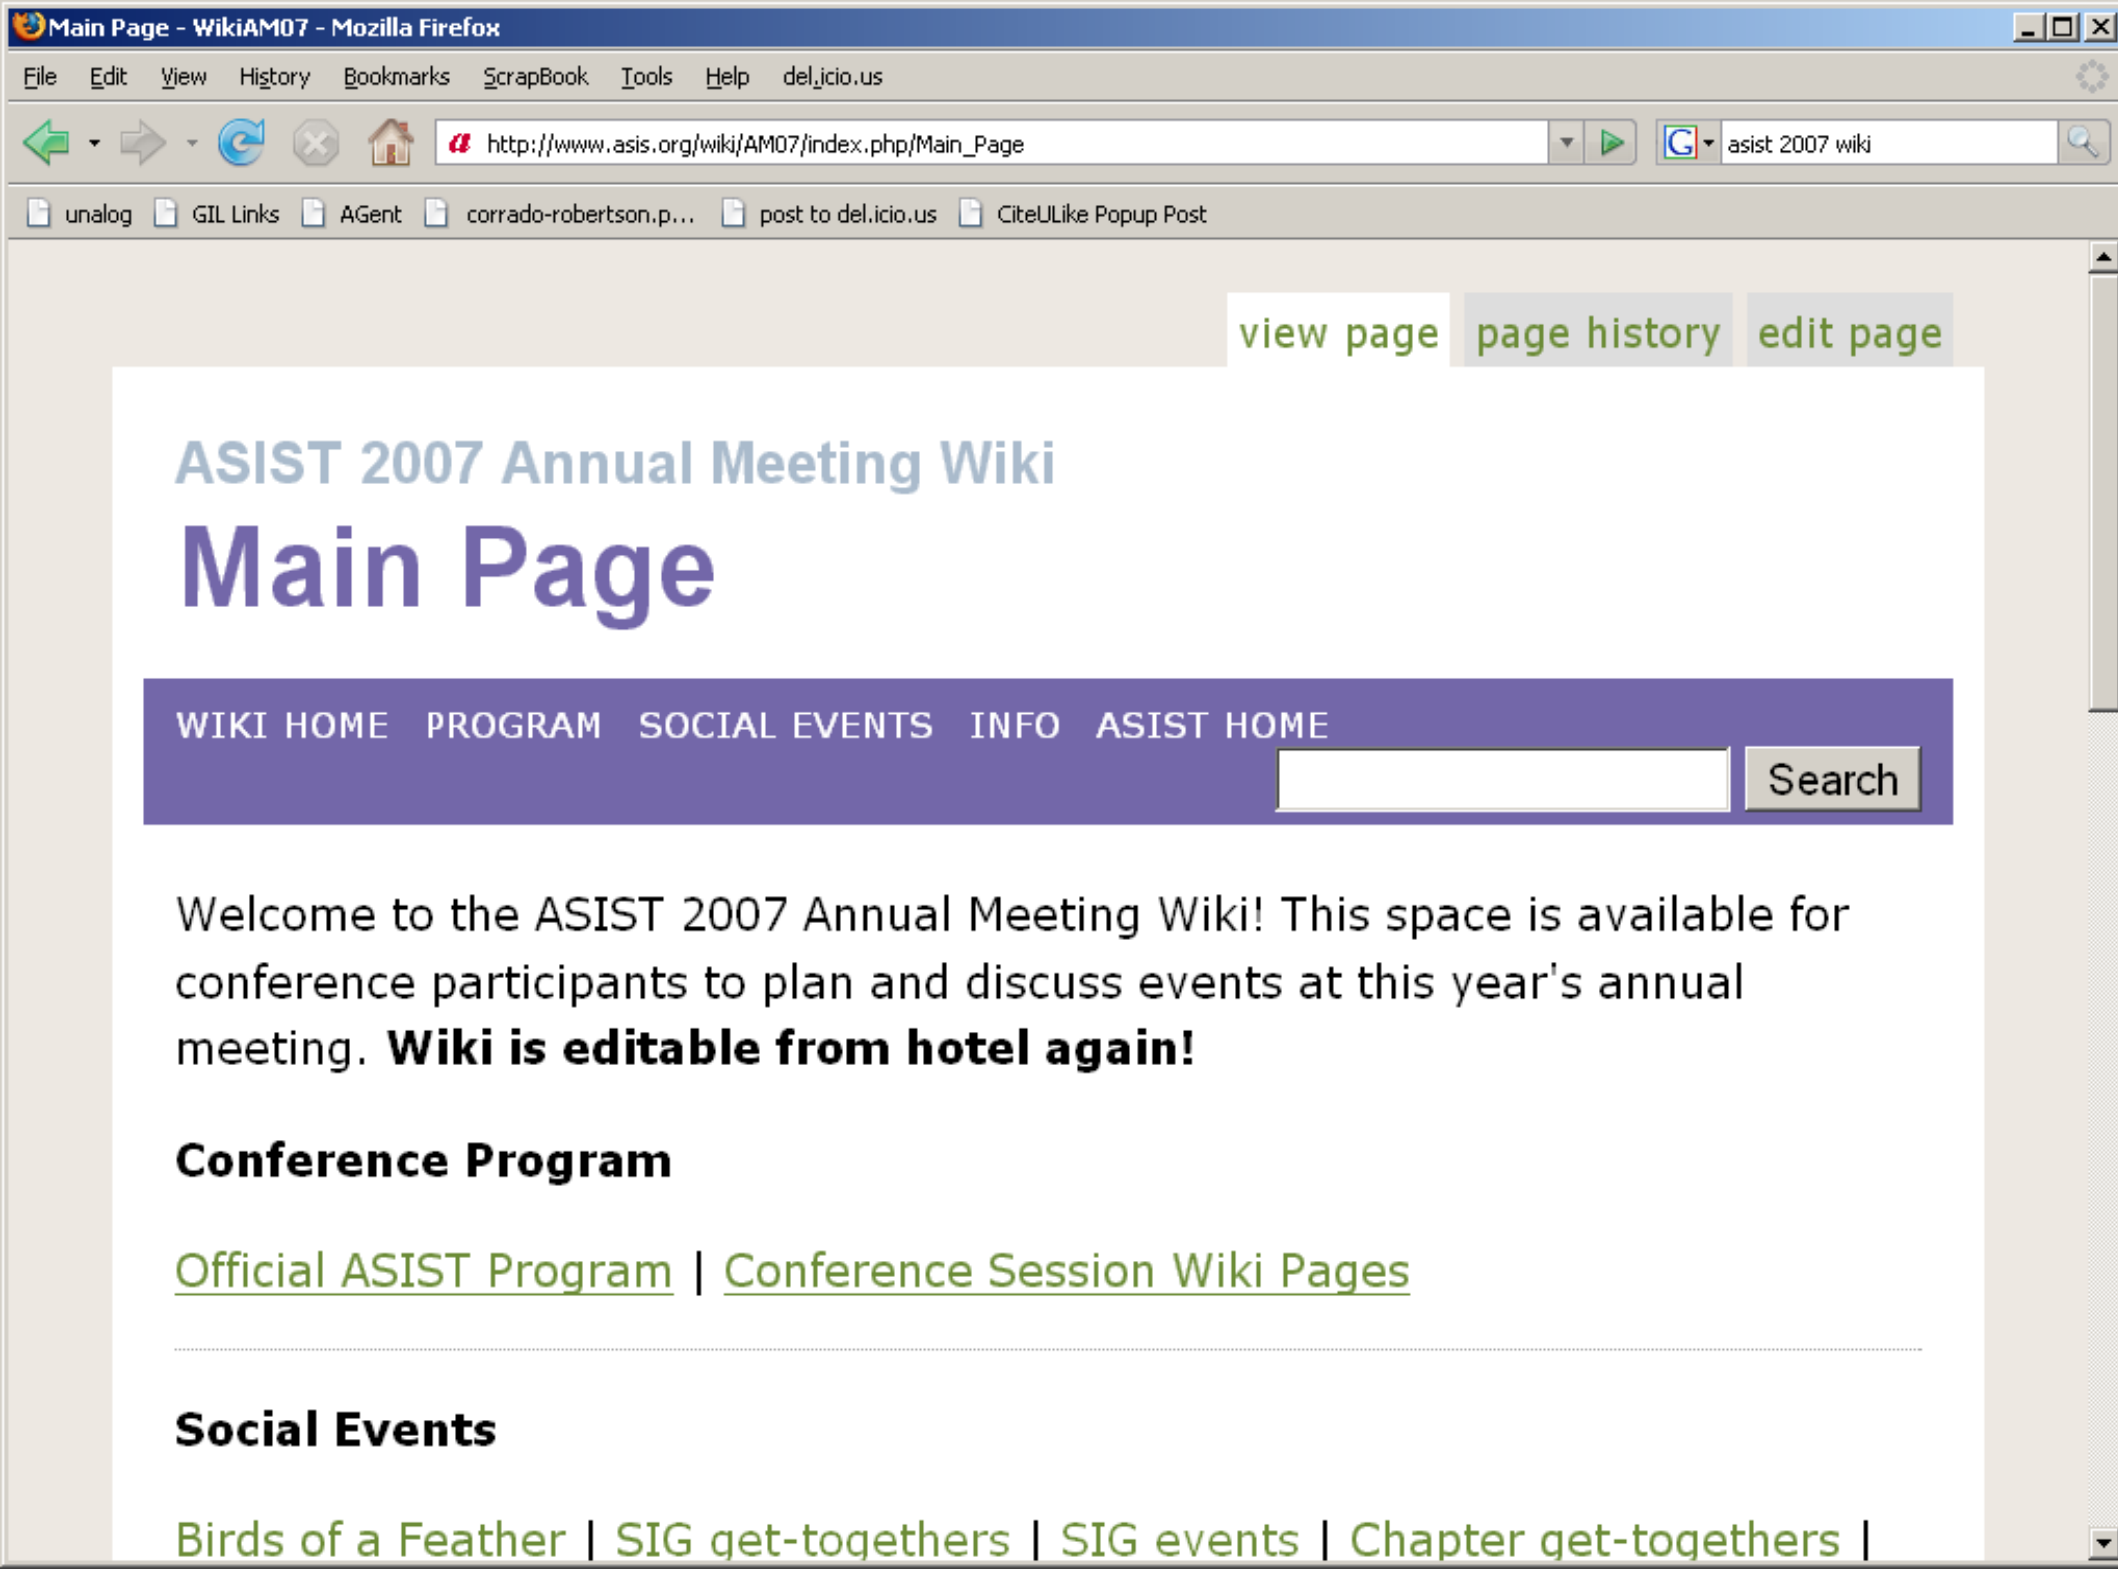 Main Page - WikiAM07 - Mozilla Firefox
File Edit View History Bookmarks ScrapBook Tools Help del.icio.us
http://www.asis.org/wiki/AM07/index.php/Main_Page G asist 2007 wiki
unalog GIL Links AGent corrado-robertson.p... post to del.icio.us CiteULike Popup Post
view page page history edit page
ASIST 2007 Annual Meeting Wiki
Main Page
WIKI HOME PROGRAM SOCIAL EVENTS INFO ASIST HOME
Search
Welcome to the ASIST 2007 Annual Meeting Wiki! This space is available for
conference participants to plan and discuss events at this year's annual
meeting. Wiki is editable from hotel again!
Conference Program
Official ASIST Program | Conference Session Wiki Pages
Social Events
Birds of a Feather | SIG get-togethers | SIG events | Chapter get-togethers |